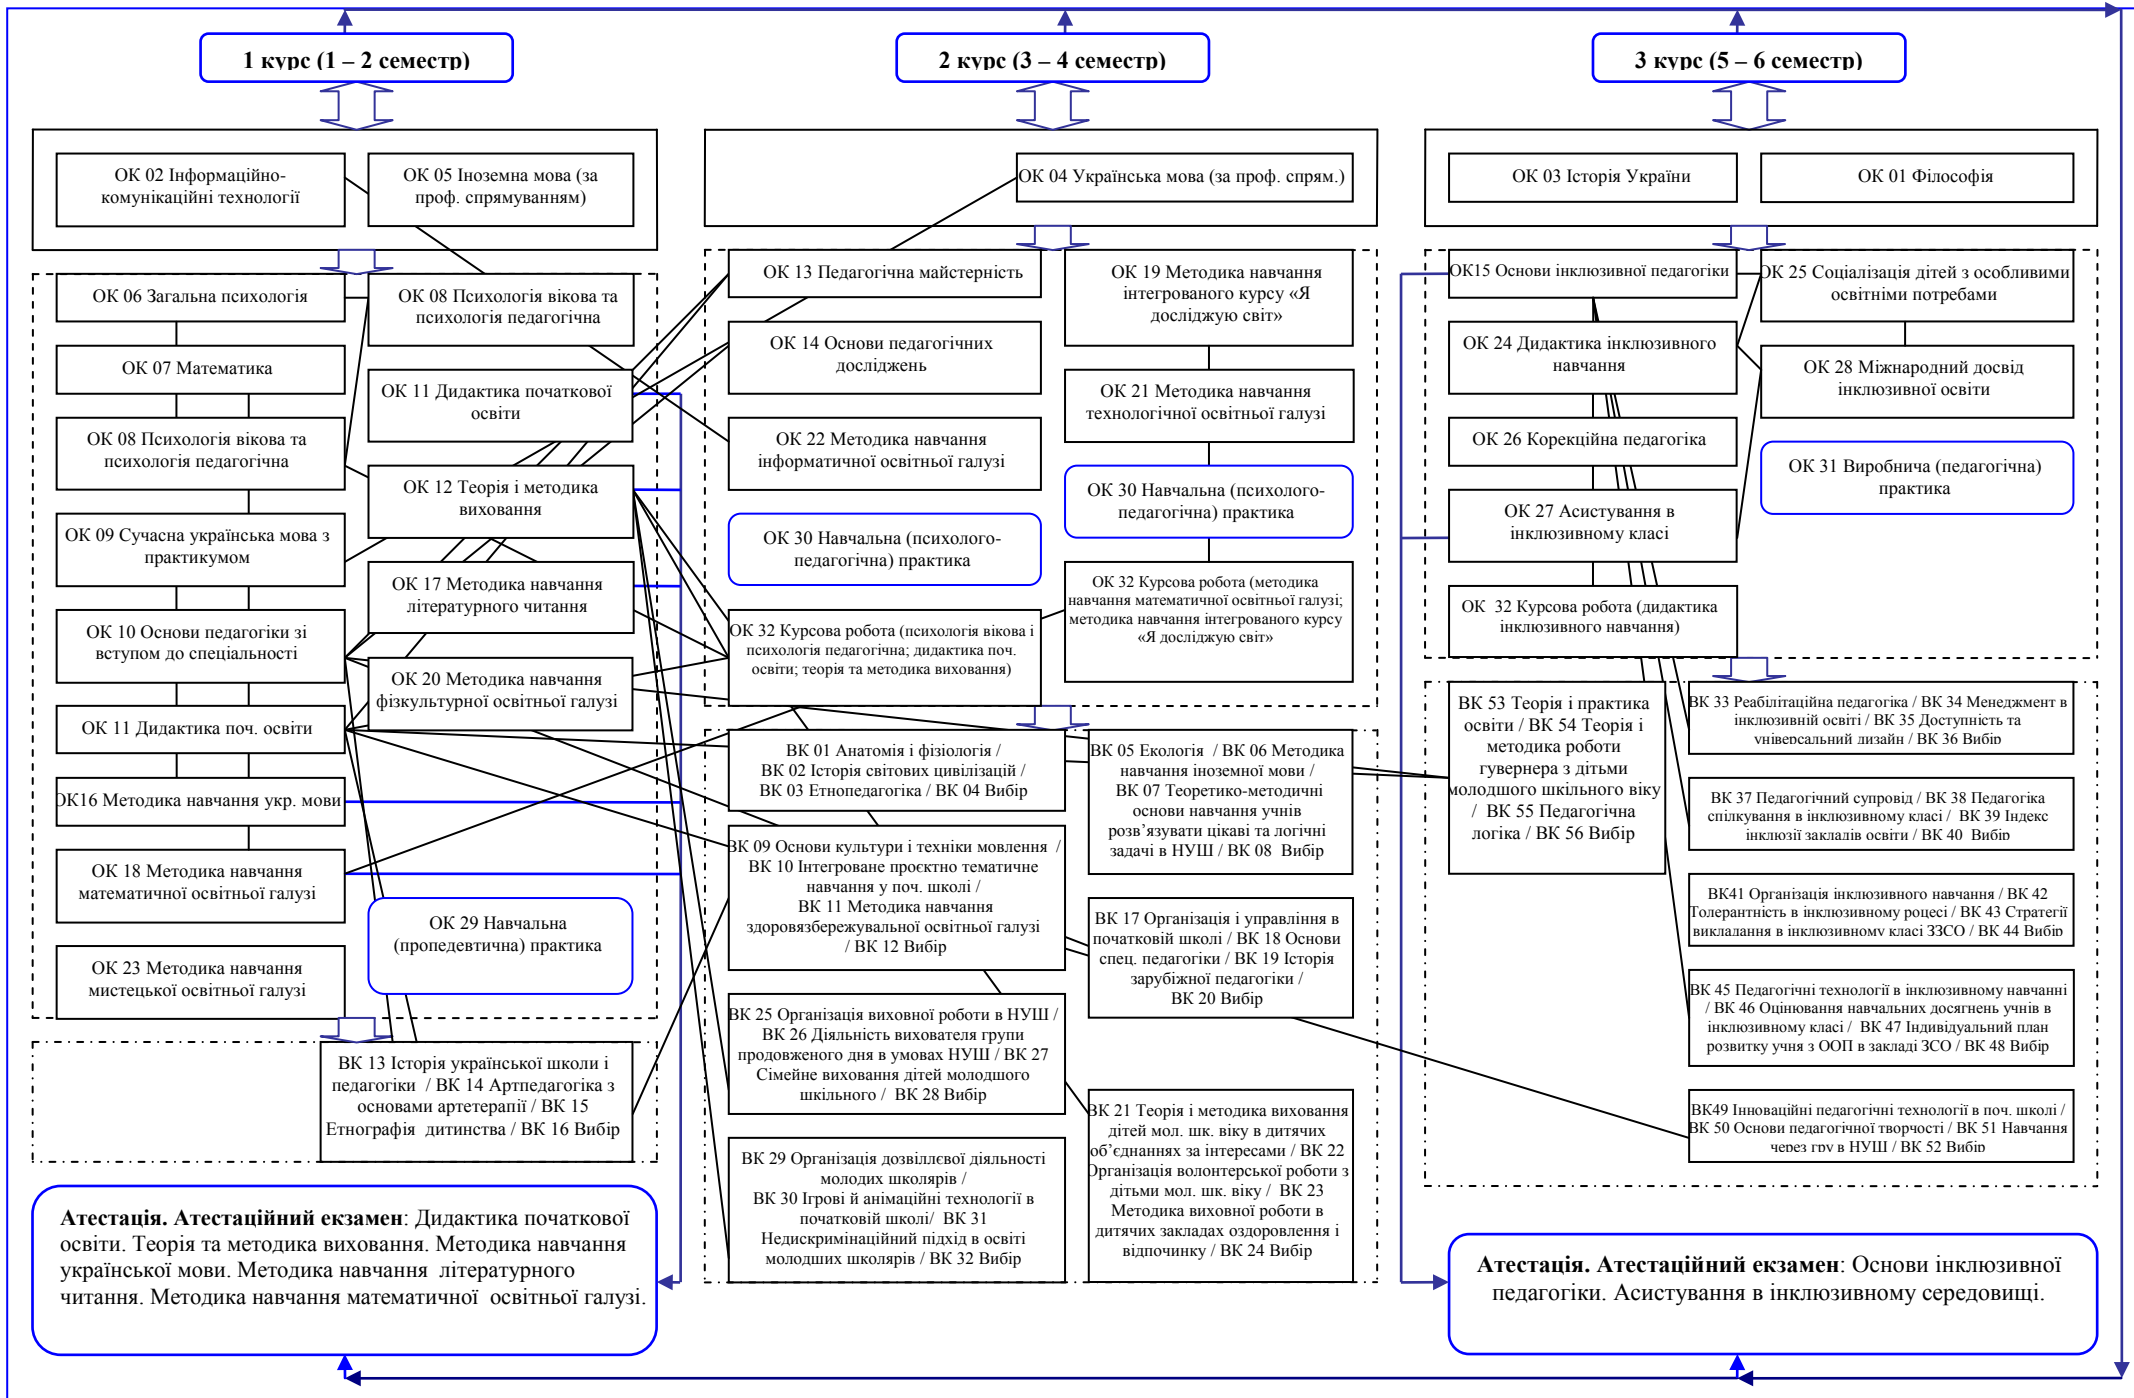 1 курс (1 – 2 семестр)
2 курс (3 – 4 семестр)
3 курс (5 – 6 семестр)
ОК 02 Інформаційно-
комунікаційні технології
ОК 05 Іноземна мова (за
проф. спрямуванням)
ОК 06 Загальна психологія
ОК 07 Математика
ОК 08 Психологія вікова та
психологія педагогічна
ОК 09 Сучасна українська мова з
практикумом
ОК 10 Основи педагогіки зі
вступом до спеціальності
ОК 11 Дидактика поч. освіти
ОК16 Методика навчання укр. мови
ОК 18 Методика навчання
математичної освітньої галузі
ОК 23 Методика навчання
мистецької освітньої галузі
ОК 08 Психологія вікова та
психологія педагогічна
ОК 11 Дидактика початкової
освіти
ОК 12 Теорія і методика
виховання
ОК 17 Методика навчання
літературного читання
ОК 20 Методика навчання
фізкультурної освітньої галузі
ОК 29 Навчальна
(пропедевтична) практика
ВК 13 Історія української школи і
педагогіки / ВК 14 Артпедагогіка з
основами артетерапії / ВК 15
Етнографія дитинства / ВК 16 Вибір
Атестація. Атестаційний екзамен: Дидактика початкової
освіти. Теорія та методика виховання. Методика навчання
української мови. Методика навчання літературного
читання. Методика навчання математичної освітньої галузі.
ОК 04 Українська мова (за проф. спрям.)
ОК 13 Педагогічна майстерність
ОК 14 Основи педагогічних
досліджень
ОК 22 Методика навчання
інформатичної освітньої галузі
ОК 30 Навчальна (психолого-
педагогічна) практика
ОК 32 Курсова робота (психологія вікова і
психологія педагогічна; дидактика поч.
освіти; теорія та методика виховання)
ОК 19 Методика навчання
інтегрованого курсу «Я
досліджую світ»
ОК 21 Методика навчання
технологічної освітньої галузі
ОК 30 Навчальна (психолого-
педагогічна) практика
ОК 32 Курсова робота (методика
навчання математичної освітньої галузі;
методика навчання інтегрованого курсу
«Я досліджую світ»
ВК 01 Анатомія і фізіологія /
ВК 02 Історія світових цивілізацій /
ВК 03 Етнопедагогіка / ВК 04 Вибір
ВК 09 Основи культури і техніки мовлення /
ВК 10 Інтегроване проєктно тематичне
навчання у поч. школі /
ВК 11 Методика навчання
здоровязбережувальної освітньої галузі
/ ВК 12 Вибір
ВК 25 Організація виховної роботи в НУШ /
ВК 26 Діяльність вихователя групи
продовженого дня в умовах НУШ / ВК 27
Сімейне виховання дітей молодшого
шкільного / ВК 28 Вибір
ВК 29 Організація дозвіллєвої діяльності
молодих школярів /
ВК 30 Ігрові й анімаційні технології в
початковій школі/ ВК 31
Недискримінаційний підхід в освіті
молодших школярів / ВК 32 Вибір
ВК 05 Екологія / ВК 06 Методика
навчання іноземної мови /
ВК 07 Теоретико-методичні
основи навчання учнів
розв’язувати цікаві та логічні
задачі в НУШ / ВК 08 Вибір
ВК 17 Організація і управління в
початковій школі / ВК 18 Основи
спец. педагогіки / ВК 19 Історія
зарубіжної педагогіки /
ВК 20 Вибір
ВК 21 Теорія і методика виховання
дітей мол. шк. віку в дитячих
об’єднаннях за інтересами / ВК 22
Організація волонтерської роботи з
дітьми мол. шк. віку / ВК 23
Методика виховної роботи в
дитячих закладах оздоровлення і
відпочинку / ВК 24 Вибір
ОК 03 Історія України
ОК 01 Філософія
ОК15 Основи інклюзивної педагогіки
ОК 24 Дидактика інклюзивного
навчання
ОК 26 Корекційна педагогіка
ОК 27 Асистування в
інклюзивному класі
ОК 32 Курсова робота (дидактика
інклюзивного навчання)
ОК 25 Соціалізація дітей з особливими
освітніми потребами
ОК 28 Міжнародний досвід
інклюзивної освіти
ОК 31 Виробнича (педагогічна)
практика
ВК 53 Теорія і практика
освіти / ВК 54 Теорія і
методика роботи
гувернера з дітьми
молодшого шкільного віку
/ ВК 55 Педагогічна
логіка / ВК 56 Вибір
ВК 33 Реабілітаційна педагогіка / ВК 34 Менеджмент в
інклюзивній освіті / ВК 35 Доступність та
універсальний дизайн / ВК 36 Вибір
ВК 37 Педагогічний супровід / ВК 38 Педагогіка
спілкування в інклюзивному класі / ВК 39 Індекс
інклюзії закладів освіти / ВК 40 Вибір
ВК41 Організація інклюзивного навчання / ВК 42
Толерантність в інклюзивному роцесі / ВК 43 Стратегії
викладання в інклюзивному класі ЗЗСО / ВК 44 Вибір
ВК 45 Педагогічні технології в інклюзивному навчанні
/ ВК 46 Оцінювання навчальних досягнень учнів в
інклюзивному класі / ВК 47 Індивідуальний план
розвитку учня з ООП в закладі ЗСО / ВК 48 Вибір
ВК49 Інноваційні педагогічні технології в поч. школі /
ВК 50 Основи педагогічної творчості / ВК 51 Навчання
через гру в НУШ / ВК 52 Вибір
Атестація. Атестаційний екзамен: Основи інклюзивної
педагогіки. Асистування в інклюзивному середовищі.